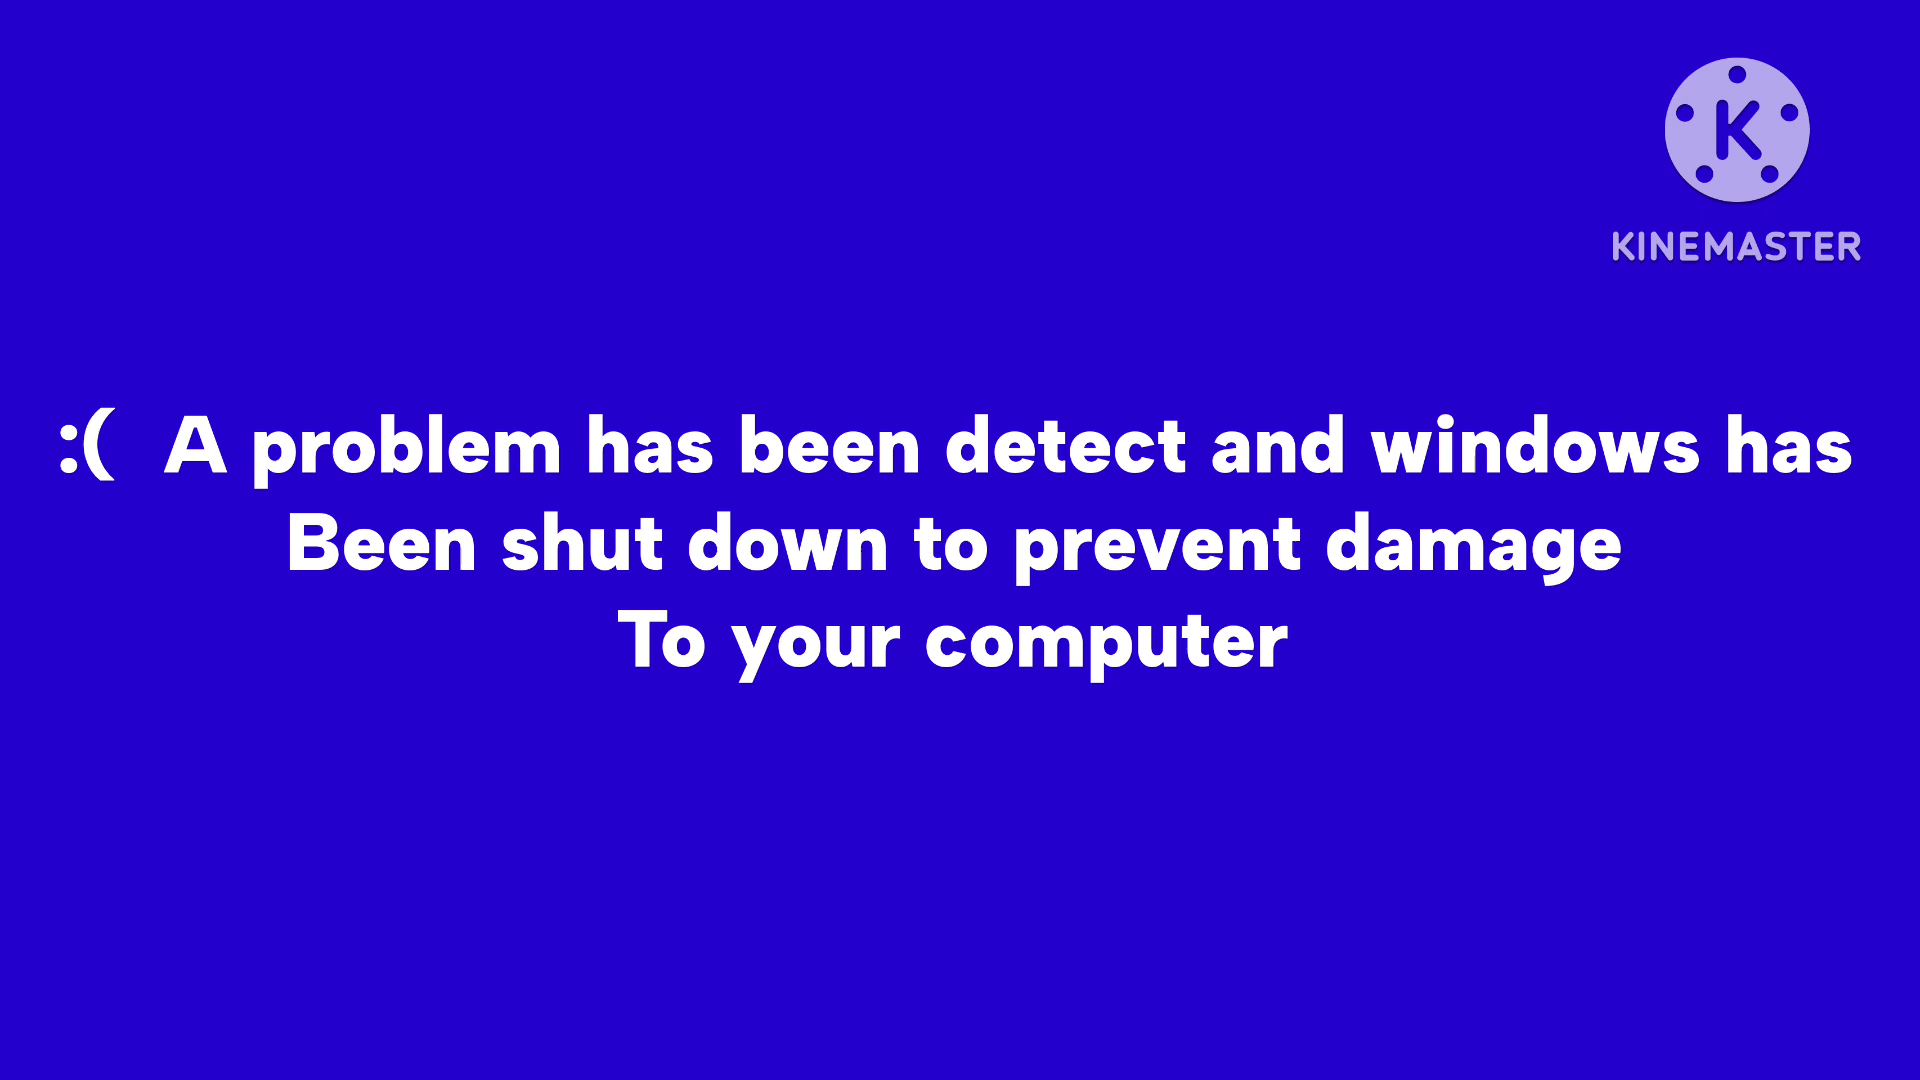 K
KINEMASTER
:( A problem has been detect and windows has
Been shut down to prevent damage
To your computer